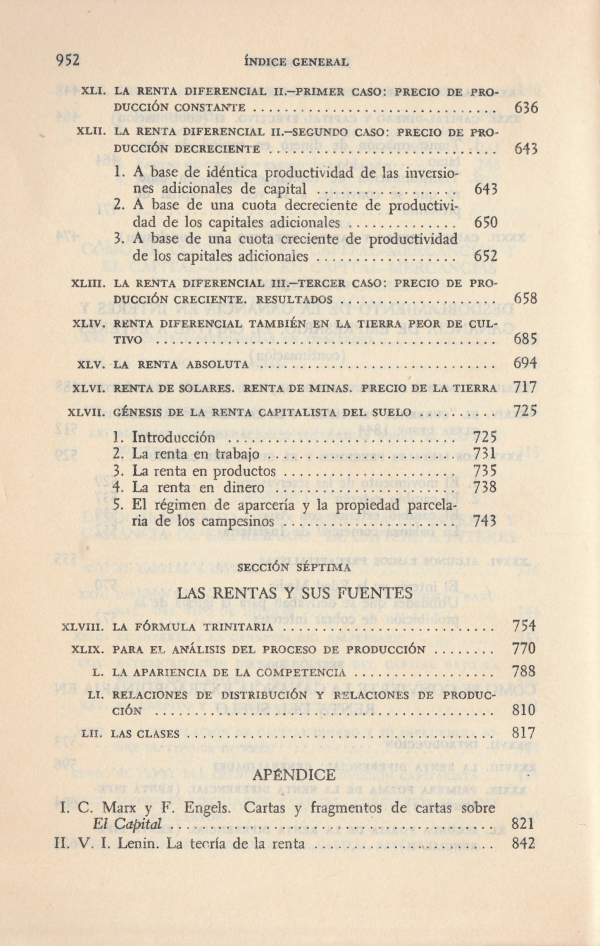 952 ÍNDICE GENERAL
XLI. LA RENTA DIFERENCIAL II.—PRIMER CASO: PRECIO DE PRO-
DUCCIÓN CONSTANTE .............................. 636
XLII. LA RENTA DIFERENCIAL II.—SEGUNDO CASO: PRECIO DE PRO-
DUCCIÓN DECRECIENTE ............................ 643
1. A base de idéntica productividad de las inversio-
nes adicionales de capital ................. 643
2. A base de una cuota decreciente de productivi-
dad de los capitales adicionales ............. 650
3. A base de una cuota creciente de productividad
de los capitales adicionales ................. 652
XLIII. LA RENTA DIFERENCIAL III.—TERCER CASO: PRECIO DE PRO-
DUCCIÓN CRECIENTE. RESULTADOS ................... 658
XLIV. RENTA DIFERENCIAL TAMBIÉN EN LA TIERRA PEOR DE CUL-
TIVO .......................................... 685
XLV. LA RENTA ABSOLUTA ............................. 694
XLVI. RENTA DE SOLARES. RENTA DE MINAS. PRECIO DE LA TIERRA 717
XLVII. GÉNESIS DE LA RENTA CAPITALISTA DEL SUELO .......... 725
1. Introducción ............................ 725
2. La renta en trabajo ....................... 731
3. La renta en productos ..................... 735
4. La renta en dinero ....................... 738
5. El régimen de aparcería y la propiedad parcela-
ria de los campesinos ..................... 743
SECCIÓN SÉPTIMA
LAS RENTAS Y SUS FUENTES
XLVIII. LA FÓRMULA TRINITARIA .......................... 754
XLIX. PARA EL ANÁLISIS DEL PROCESO DE PRODUCCIÓN ........ 770
L. LA APARIENCIA DE LA COMPETENCIA ................. 788
LI. RELACIONES DE DISTRIBUCIÓN Y RELACIONES DE PRODUC-
CIÓN .......................................... 810
LII. LAS CLASES ...................................... 817
APÉNDICE
I. C. Marx y F. Engels. Cartas y fragmentos de cartas sobre
El Capital ........................................ 821
II. V. I. Lenin. La teoría de la renta ...................... 842